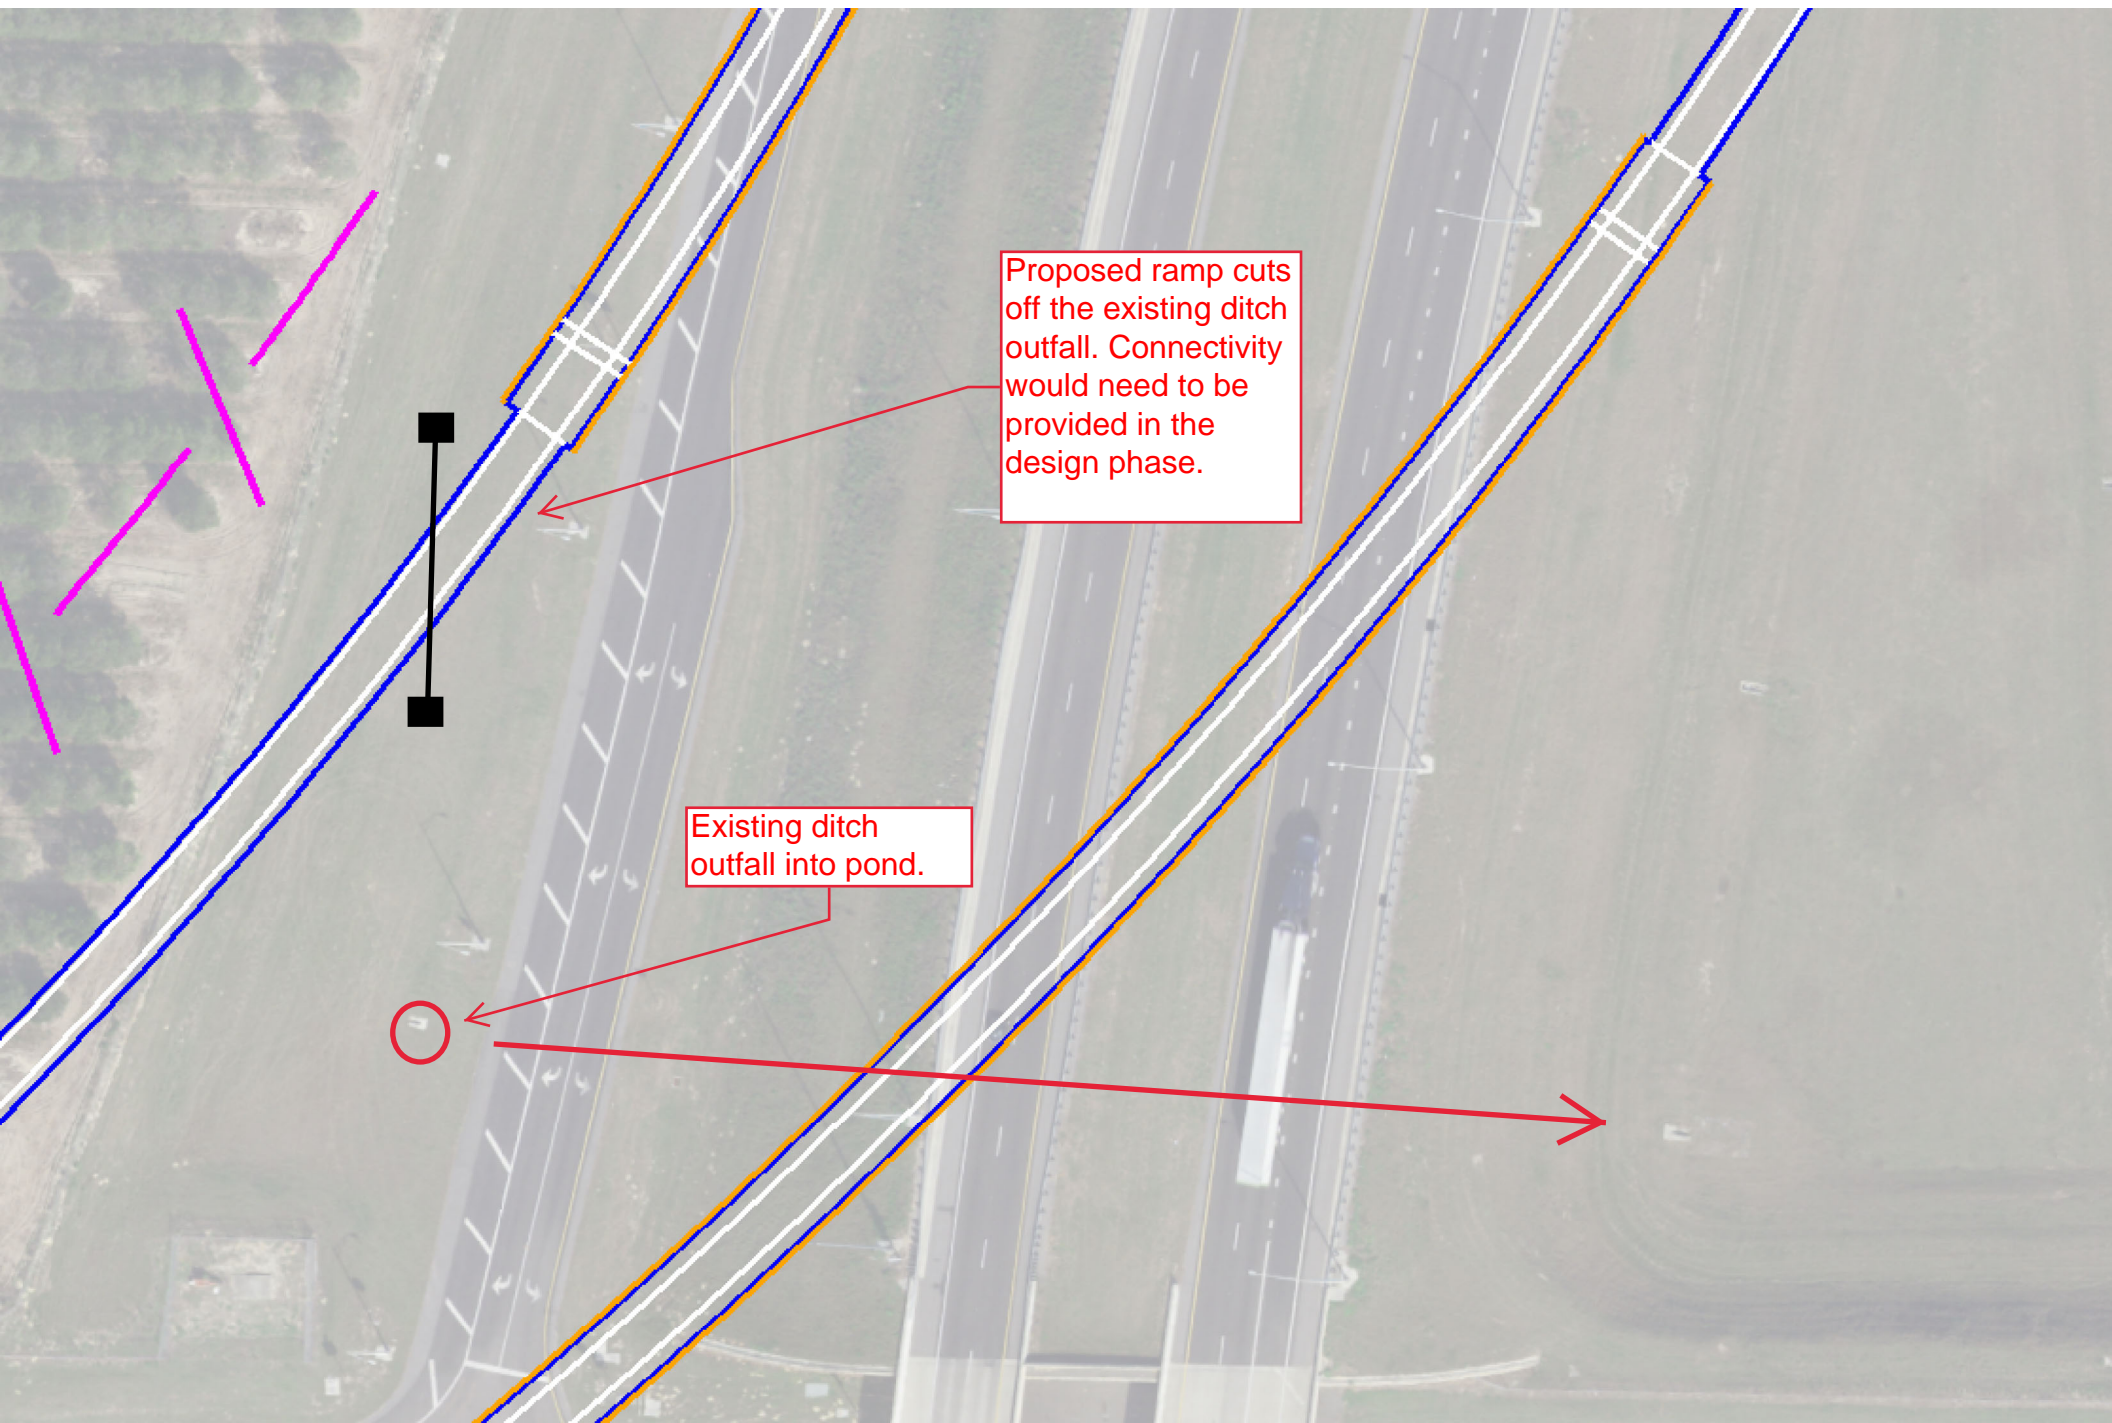 Proposed ramp cuts
off the existing ditch
outfall. Connectivity
would need to be
provided in the
design phase.
Existing ditch
outfall into pond.